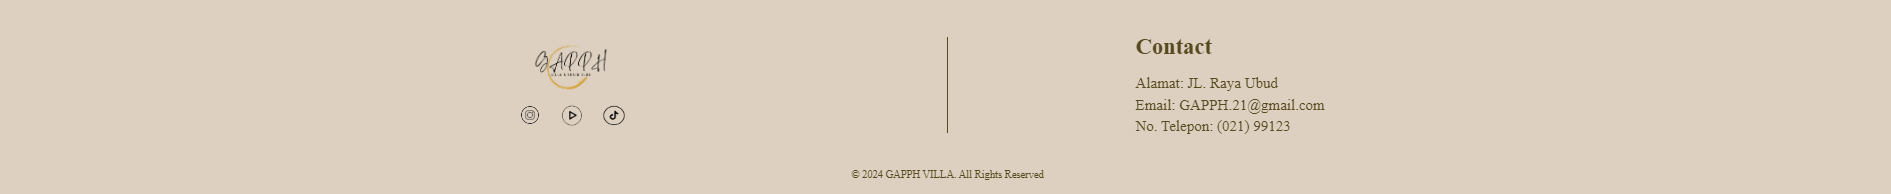 GAPPH
Contact
Alamat: JL. Raya Ubud
Email: GAPPH.21@gmail.com
No. Telepon: (021) 99123
© 2024 GAPPH VILLA. All Rights Reserved